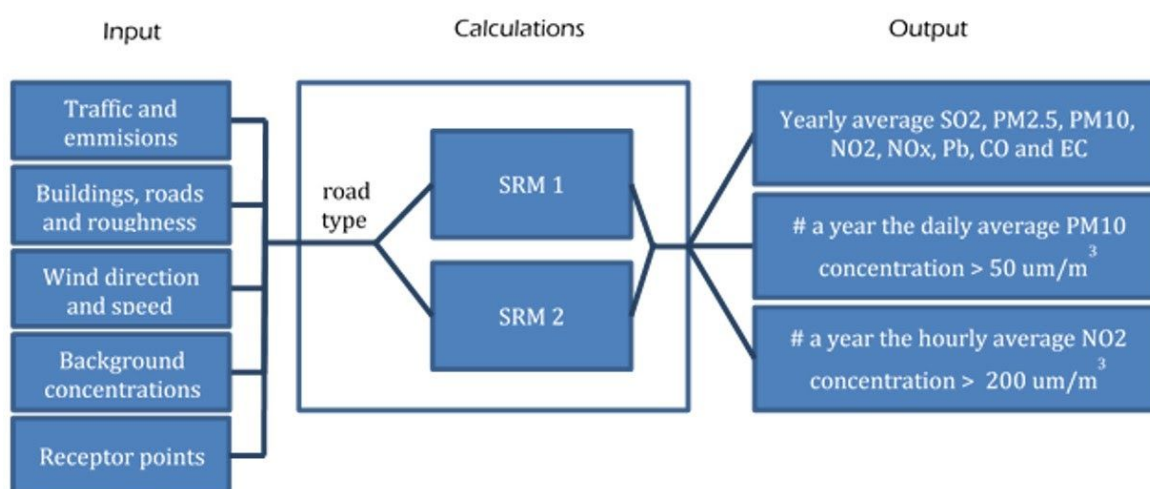 Input
Calculations
Output
Traffic and
emmisions
Buildings, roads
and roughness
Wind direction
and speed
Background
concentrations
Receptor points
road
type
SRM 1
SRM 2
Yearly average SO2, PM2.5, PM10,
NO2, NOx, Pb, CO and EC
# a year the daily average PM10
concentration > 50 um/m³
# a year the hourly average NO2
concentration > 200 um/m³